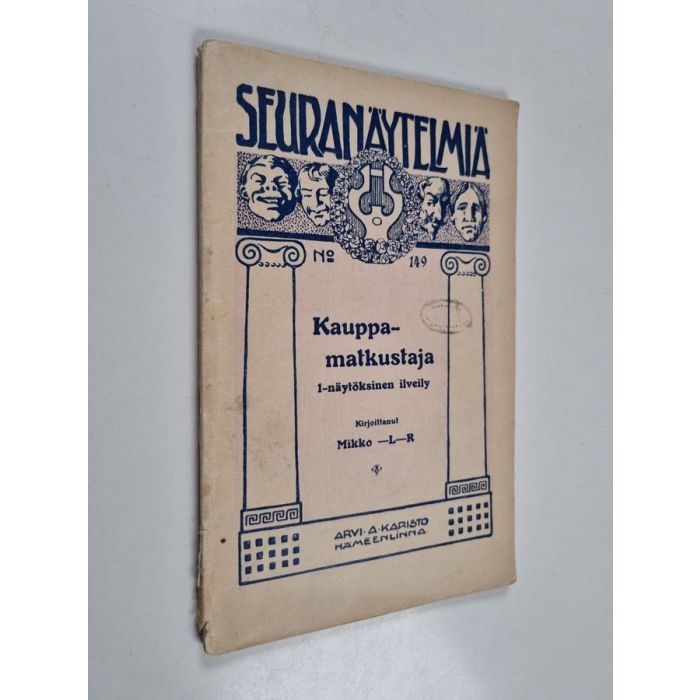 SEURANÄYTELMIÄ
No 149
Kauppa-
matkustaja
1-näytöksinen ilveily
Kirjoittanut
Mikko —L—R
ARVI·A·KARISTO
HÄMEENLINNA